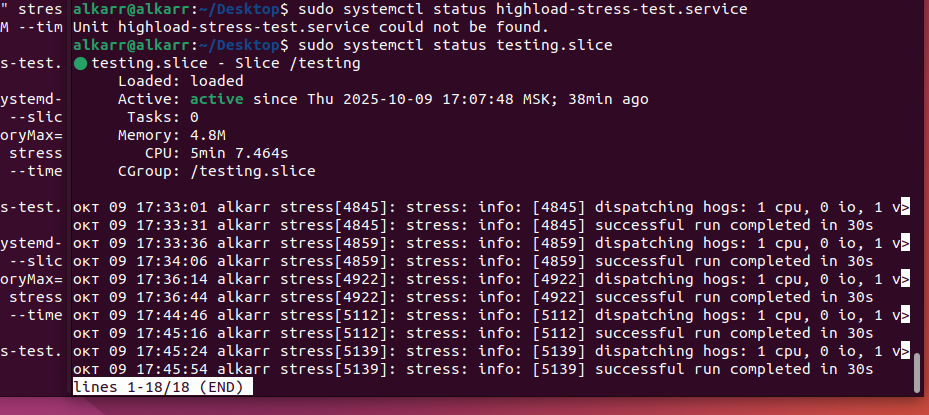 " stres
M --tim
s-test.
ystemd-
--slic
oryMax=
stress
--time
s-test.
ystemd-
--slic
oryMax=
stress
--time
s-test.
alkarr@alkarr:~/Desktop$ sudo systemctl status highload-stress-test.service
Unit highload-stress-test.service could not be found.
alkarr@alkarr:~/Desktop$ sudo systemctl status testing.slice
● testing.slice - Slice /testing
Loaded: loaded
Active: active since Thu 2025-10-09 17:07:48 MSK; 38min ago
Tasks: 0
Memory: 4.8M
CPU: 5min 7.464s
CGroup: /testing.slice
окт 09 17:33:01 alkarr stress[4845]: stress: info: [4845] dispatching hogs: 1 cpu, 0 io, 1 v>
окт 09 17:33:31 alkarr stress[4845]: stress: info: [4845] successful run completed in 30s
окт 09 17:33:36 alkarr stress[4859]: stress: info: [4859] dispatching hogs: 1 cpu, 0 io, 1 v>
окт 09 17:34:06 alkarr stress[4859]: stress: info: [4859] successful run completed in 30s
окт 09 17:36:14 alkarr stress[4922]: stress: info: [4922] dispatching hogs: 1 cpu, 0 io, 1 v>
окт 09 17:36:44 alkarr stress[4922]: stress: info: [4922] successful run completed in 30s
окт 09 17:44:46 alkarr stress[5112]: stress: info: [5112] dispatching hogs: 1 cpu, 0 io, 1 v>
окт 09 17:45:16 alkarr stress[5112]: stress: info: [5112] successful run completed in 30s
окт 09 17:45:24 alkarr stress[5139]: stress: info: [5139] dispatching hogs: 1 cpu, 0 io, 1 v>
окт 09 17:45:54 alkarr stress[5139]: stress: info: [5139] successful run completed in 30s
lines 1-18/18 (END)